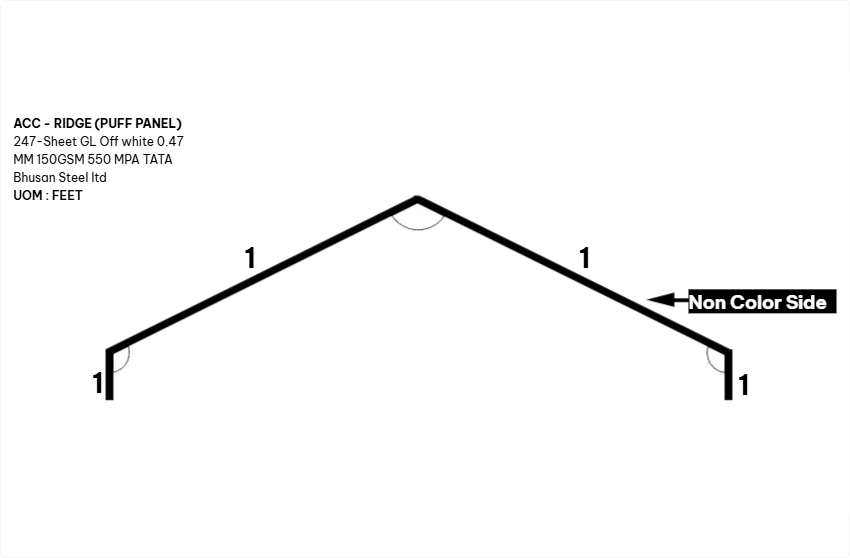 ACC - RIDGE (PUFF PANEL)
247-Sheet GL Off white 0.47
MM 150GSM 550 MPA TATA
Bhusan Steel ltd
UOM : FEET
1
1
Non Color Side
1
1